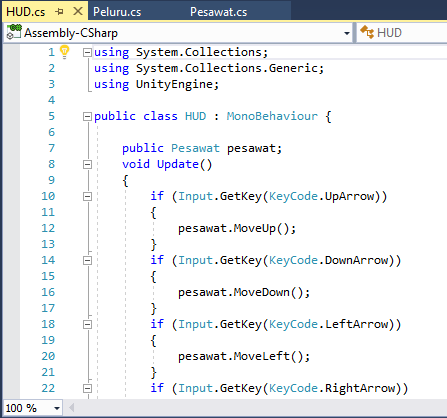 HUD.cs Peluru.cs Pesawat.cs
Assembly-CSharp HUD
1 using System.Collections;
2 using System.Collections.Generic;
3 using UnityEngine;
4
5 public class HUD : MonoBehaviour {
6
7 public Pesawat pesawat;
8 void Update()
9 {
10 if (Input.GetKey(KeyCode.UpArrow))
11 {
12 pesawat.MoveUp();
13 }
14 if (Input.GetKey(KeyCode.DownArrow))
15 {
16 pesawat.MoveDown();
17 }
18 if (Input.GetKey(KeyCode.LeftArrow))
19 {
20 pesawat.MoveLeft();
21 }
22 if (Input.GetKey(KeyCode.RightArrow))
100 %